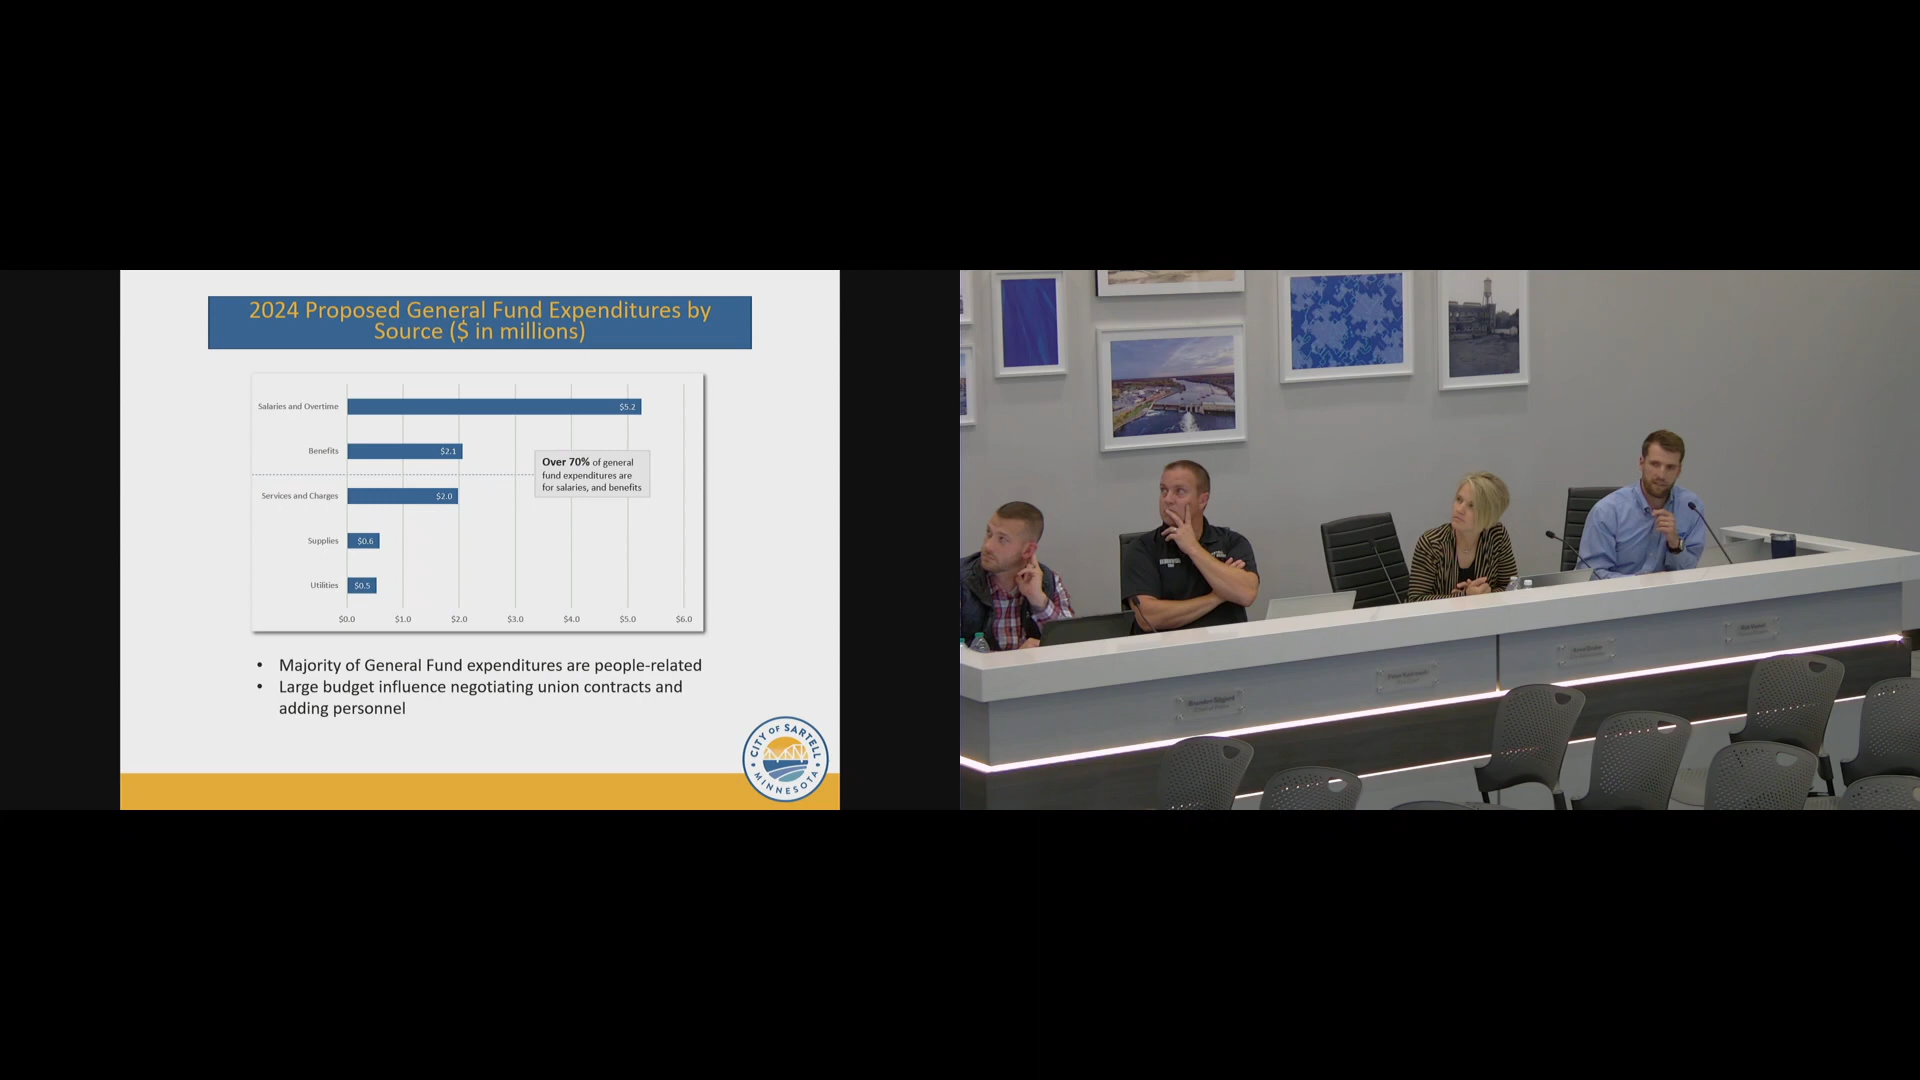 2024 Proposed General Fund Expenditures by
Source ($ in millions)
Salaries and Overtime
$5.2
Benefits
$2.1
Over 70% of general
fund expenditures are
for salaries, and benefits
Services and Charges
$2.0
Supplies
$0.6
Utilities
$0.5
$0.0 $1.0 $2.0 $3.0 $4.0 $5.0 $6.0
• Majority of General Fund expenditures are people-related
• Large budget influence negotiating union contracts and
adding personnel
CITY OF SARTELL
MINNESOTA